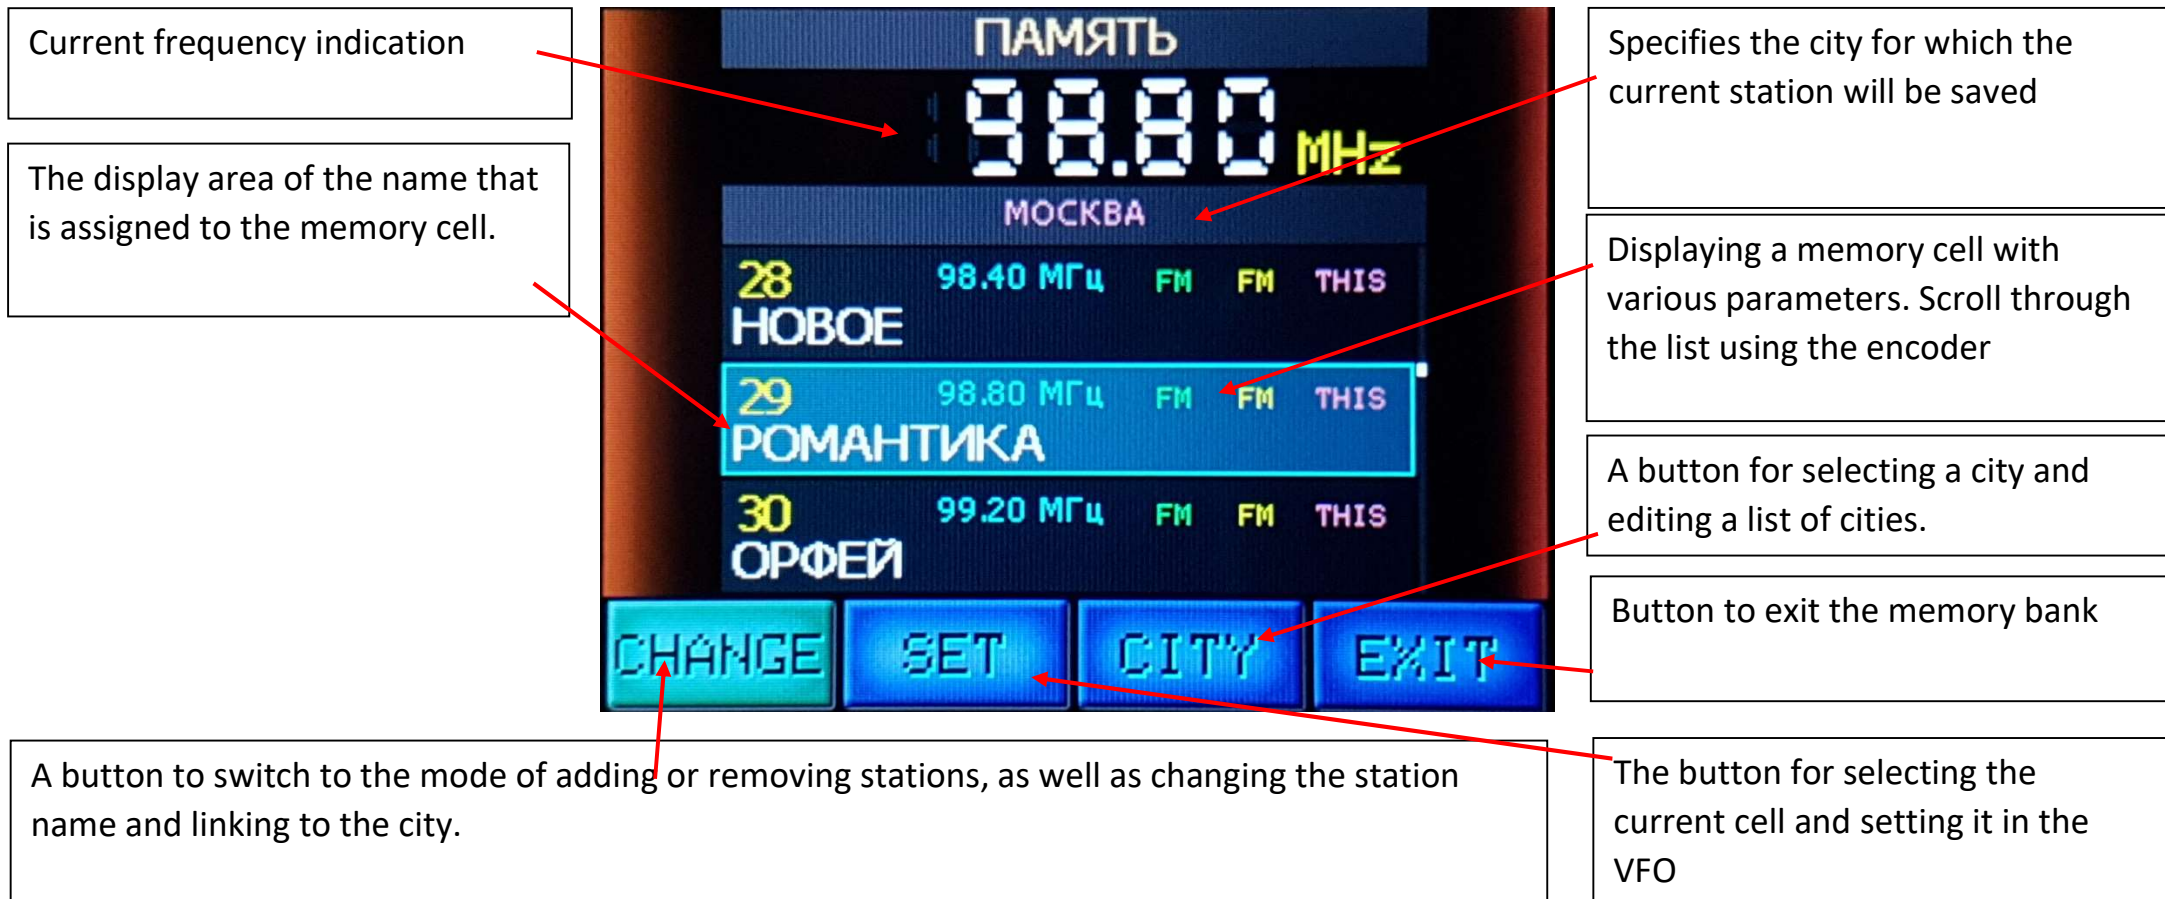 Current frequency indication
The display area of the name that
is assigned to the memory cell.
ПАМЯТЬ
98.80 MHz
МОСКВА
28 98.40 МГц FM FM THIS
НОВОЕ
29 98.80 МГц FM FM THIS
РОМАНТИКА
30 99.20 МГц FM FM THIS
ОРФЕЙ
CHANGE SET CITY EXIT
Specifies the city for which the
current station will be saved
Displaying a memory cell with
various parameters. Scroll through
the list using the encoder
A button for selecting a city and
editing a list of cities.
Button to exit the memory bank
A button to switch to the mode of adding or removing stations, as well as changing the station
name and linking to the city.
The button for selecting the
current cell and setting it in the
VFO